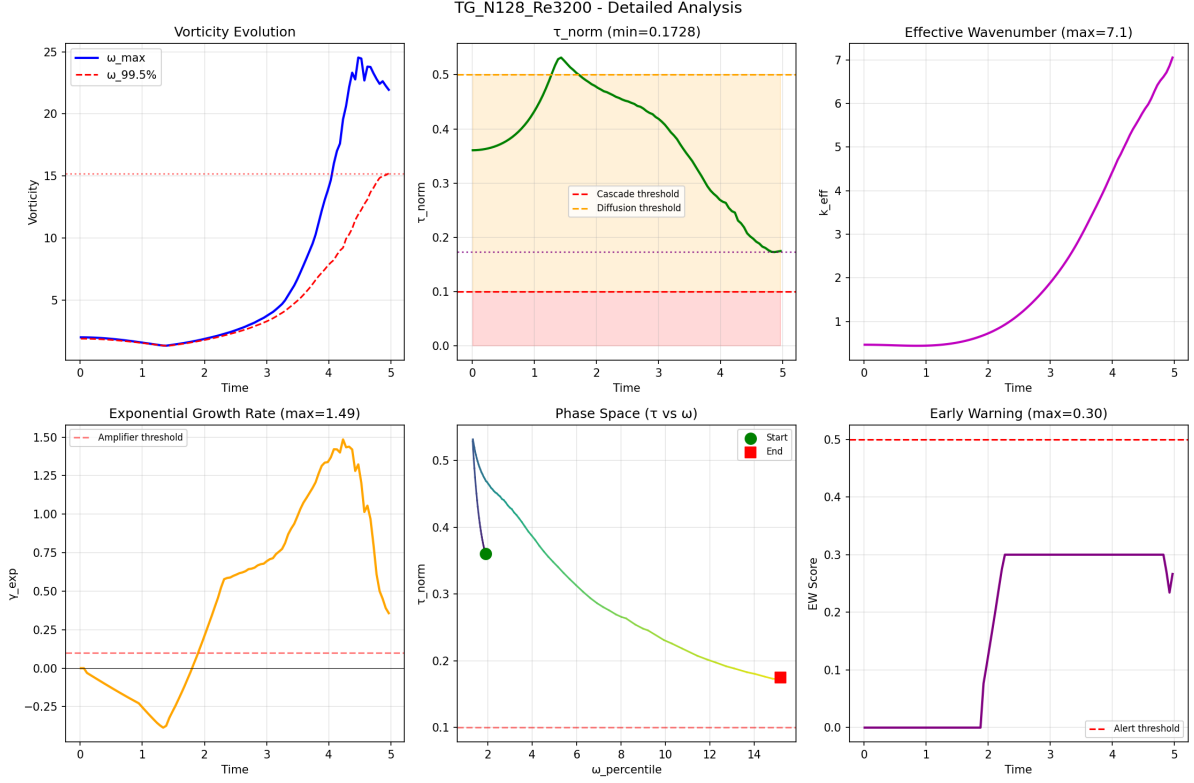 TG_N128_Re3200 - Detailed Analysis
Vorticity Evolution
ω_max
ω_99.5%
Vorticity
25
20
15
10
5
0 1 2 3 4 5
Time
τ_norm (min=0.1728)
τ_norm
0.5
0.4
0.3
0.2
0.1
0.0
Cascade threshold
Diffusion threshold
0 1 2 3 4 5
Time
Effective Wavenumber (max=7.1)
k_eff
7
6
5
4
3
2
1
0 1 2 3 4 5
Time
Exponential Growth Rate (max=1.49)
Amplifier threshold
γ_exp
1.50
1.25
1.00
0.75
0.50
0.25
0.00
−0.25
0 1 2 3 4 5
Time
Phase Space (τ vs ω)
Start
End
τ_norm
0.5
0.4
0.3
0.2
0.1
2 4 6 8 10 12 14
ω_percentile
Early Warning (max=0.30)
EW Score
0.5
0.4
0.3
0.2
0.1
0.0
Alert threshold
0 1 2 3 4 5
Time